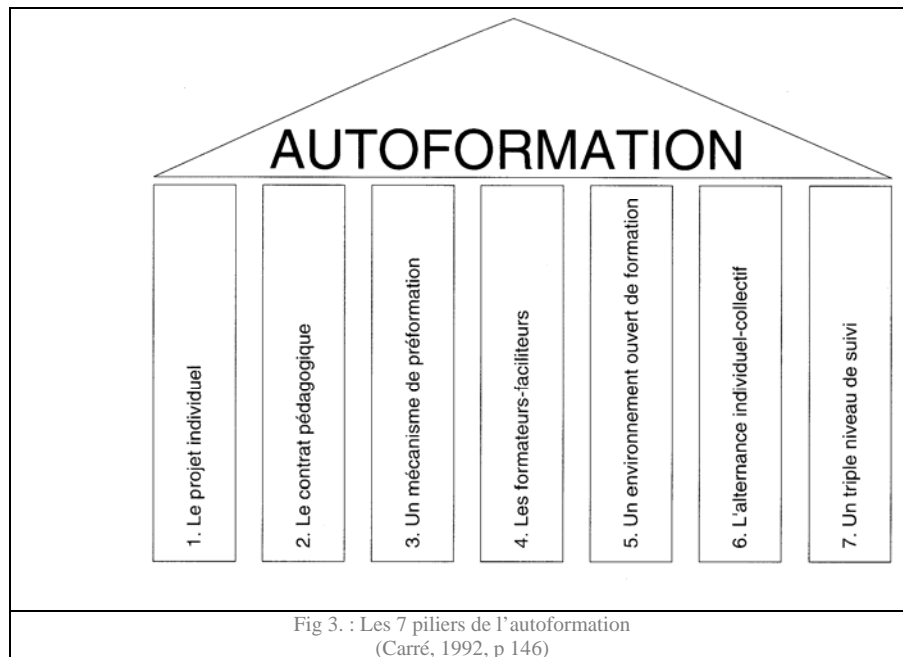 AUTOFORMATION
1. Le projet individuel
2. Le contrat pédagogique
3. Un mécanisme de préformation
4. Les formateurs-faciliteurs
5. Un environnement ouvert de formation
6. L'alternance individuel-collectif
7. Un triple niveau de suivi
Fig 3. : Les 7 piliers de l’autoformation
(Carré, 1992, p 146)